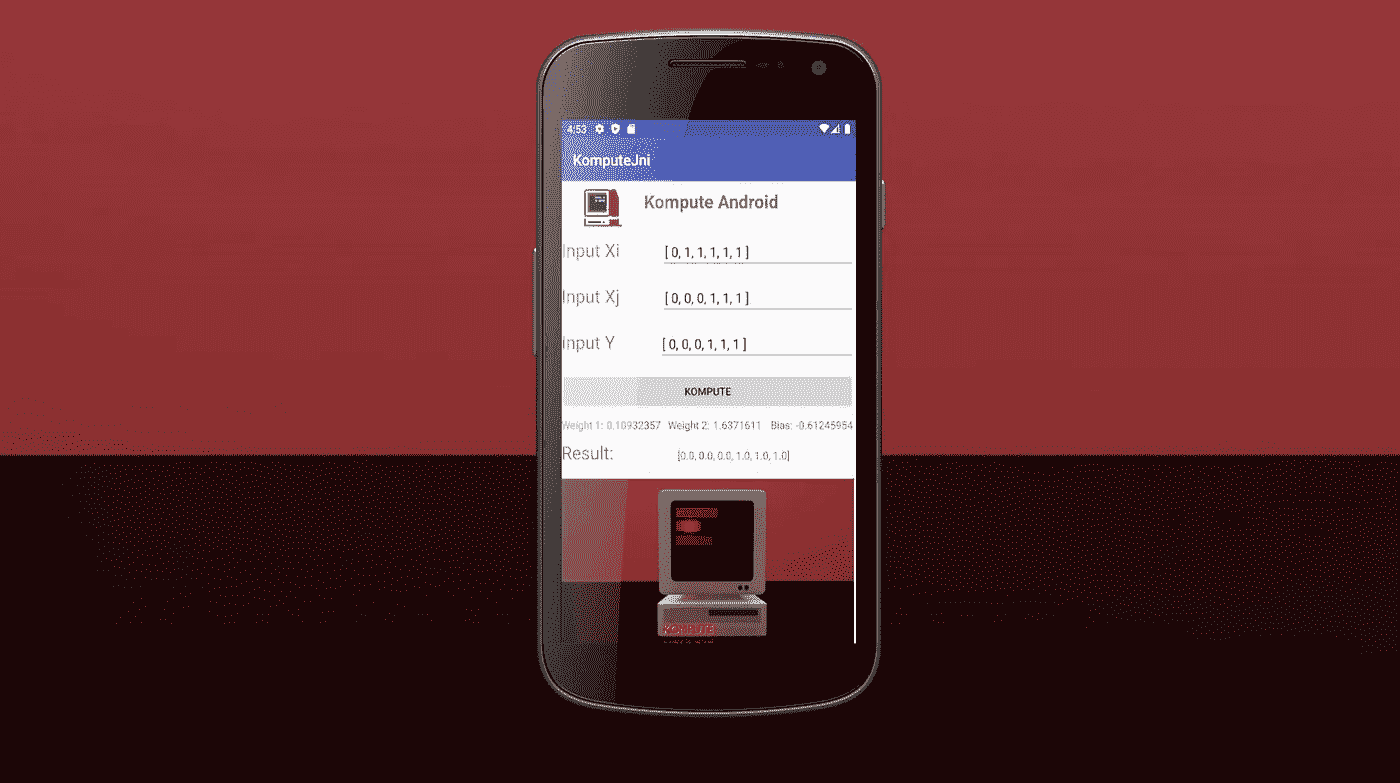 4:53
KomputeJni
Kompute Android
Input Xi [ 0, 1, 1, 1, 1, 1 ]
Input Xj [ 0, 0, 0, 1, 1, 1 ]
Input Y [ 0, 0, 0, 1, 1, 1 ]
KOMPUTE
Weight 1: 0.10932357 Weight 2: 1.6371611 Bias: -0.61245954
Result: [0.0, 0.0, 0.0, 1.0, 1.0, 1.0]